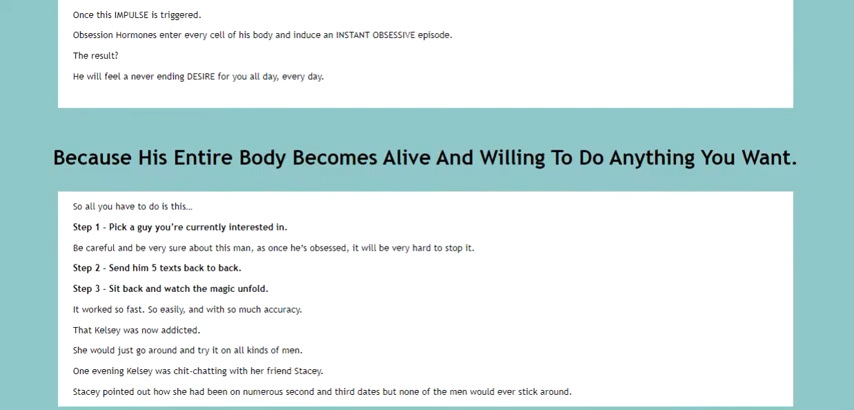 Once this IMPULSE is triggered.
Obsession Hormones enter every cell of his body and induce an INSTANT OBSESSIVE episode.
The result?
He will feel a never ending DESIRE for you all day, every day.
Because His Entire Body Becomes Alive And Willing To Do Anything You Want.
So all you have to do is this…
Step 1 - Pick a guy you’re currently interested in.
Be careful and be very sure about this man, as once he’s obsessed, it will be very hard to stop it.
Step 2 - Send him 5 texts back to back.
Step 3 - Sit back and watch the magic unfold.
It worked so fast. So easily, and with so much accuracy.
That Kelsey was now addicted.
She would just go around and try it on all kinds of men.
One evening Kelsey was chit-chatting with her friend Stacey.
Stacey pointed out how she had been on numerous second and third dates but none of the men would ever stick around.